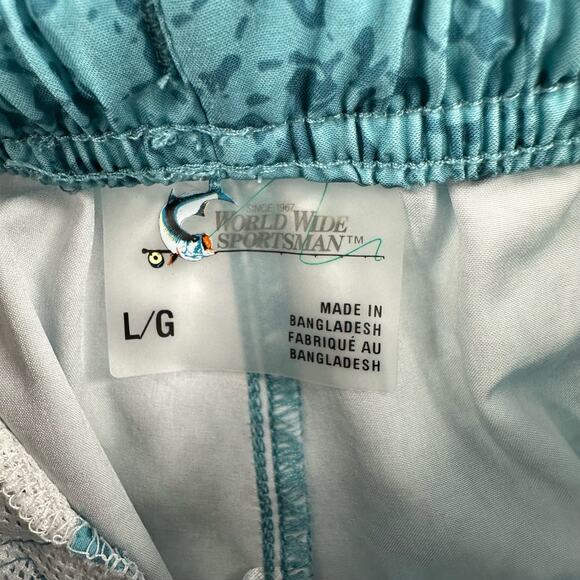 SINCE 1967
WORLD WIDE
SPORTSMAN™
L/G
MADE IN
BANGLADESH
FABRIQUÉ AU
BANGLADESH